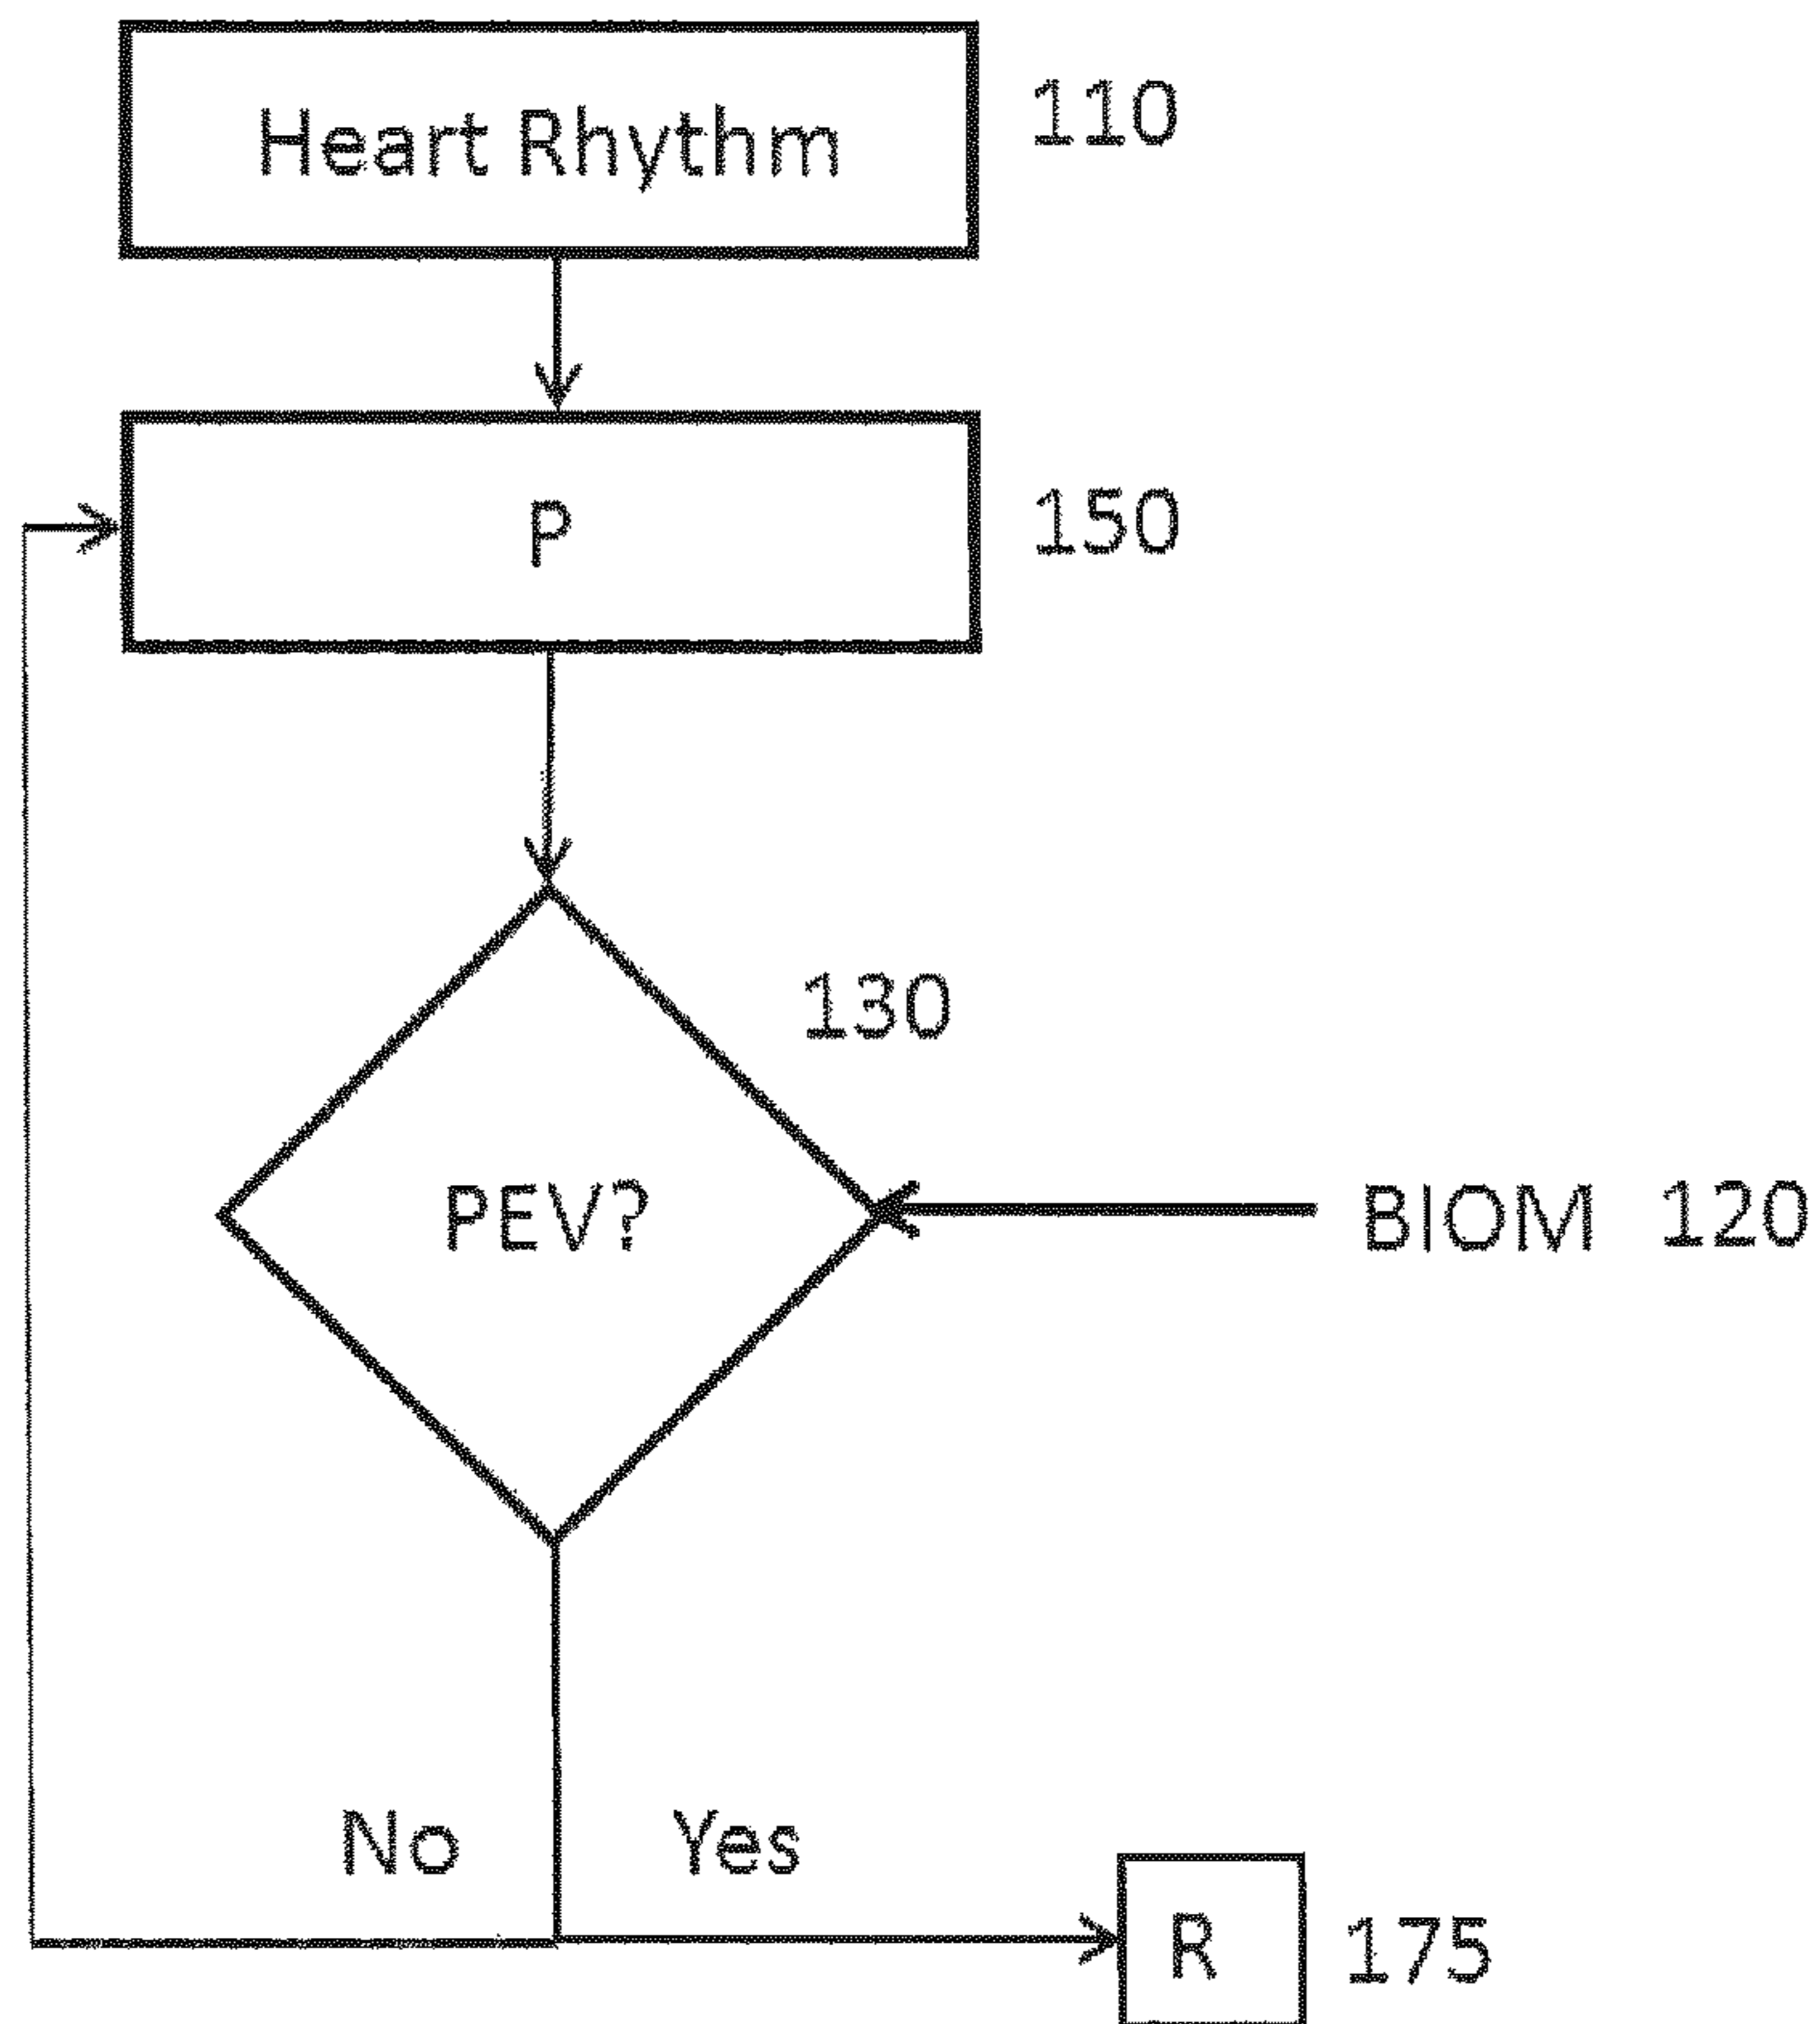 Heart Rhythm 110
P 150
130
PEV? BIOM 120
No Yes
R 175